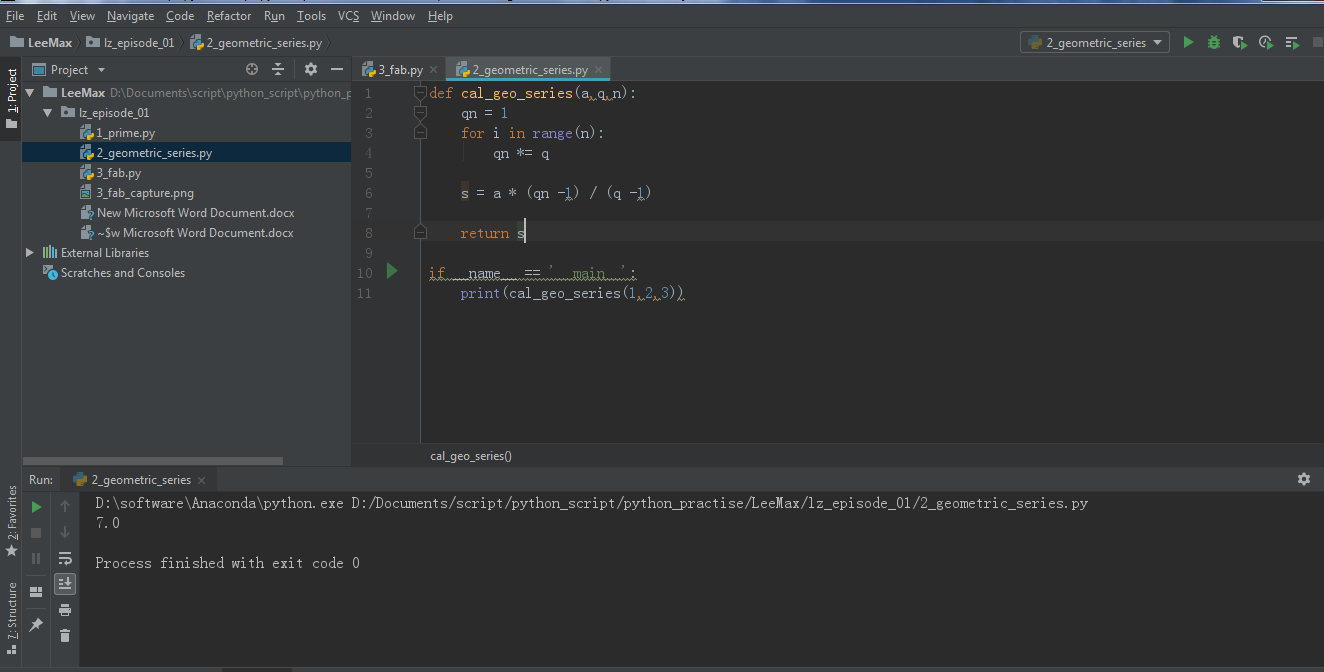 File Edit View Navigate Code Refactor Run Tools VCS Window Help
LeeMax lz_episode_01 2_geometric_series.py 2_geometric_series
1: Project
Project
3_fab.py 2_geometric_series.py
LeeMax D:\Documents\script\python_script\python_p
lz_episode_01
1_prime.py
2_geometric_series.py
3_fab.py
3_fab_capture.png
New Microsoft Word Document.docx
~$w Microsoft Word Document.docx
External Libraries
Scratches and Consoles
1 def cal_geo_series(a,q,n):
2 qn = 1
3 for i in range(n):
4 qn *= q
5
6 s = a * (qn -1) / (q -1)
7
8 return s
9
10 if __name__ == '__main__':
11 print(cal_geo_series(1,2,3))
cal_geo_series()
Run: 2_geometric_series
D:\software\Anaconda\python.exe D:/Documents/script/python_script/python_practise/LeeMax/lz_episode_01/2_geometric_series.py
7.0
Process finished with exit code 0
2: Favorites
7: Structure